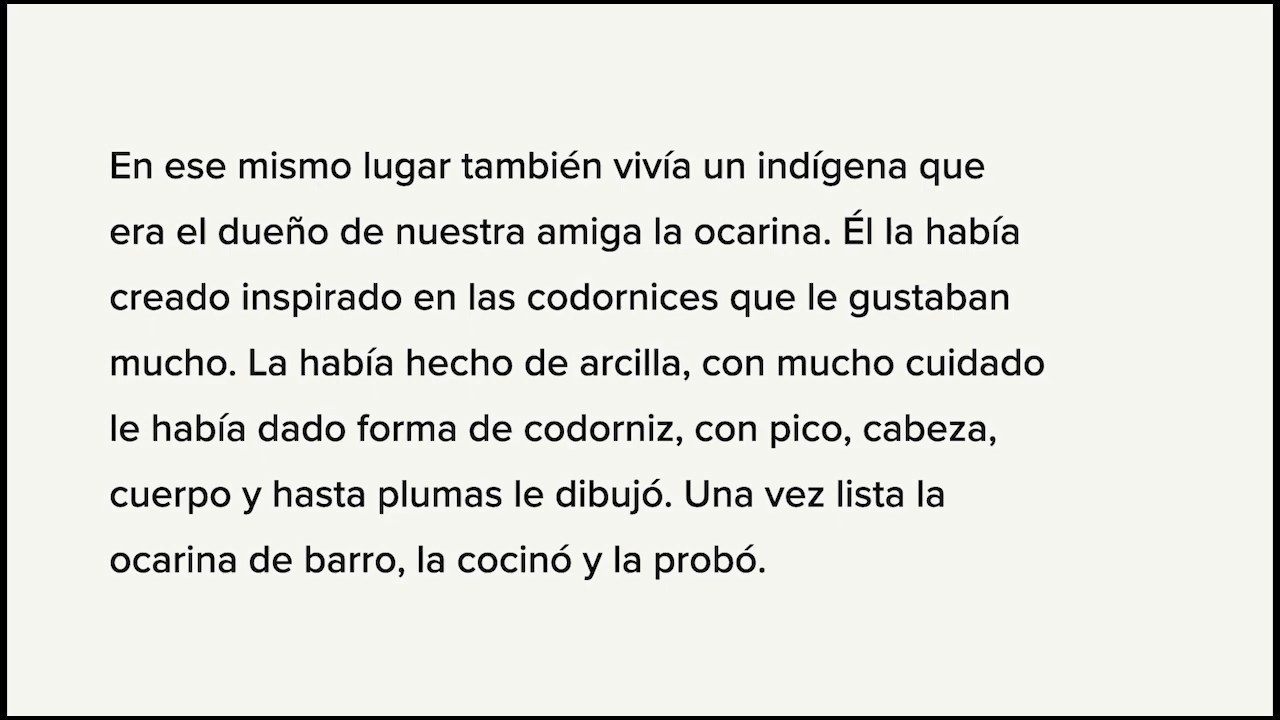 En ese mismo lugar también vivía un indígena que
era el dueño de nuestra amiga la ocarina. Él la había
creado inspirado en las codornices que le gustaban
mucho. La había hecho de arcilla, con mucho cuidado
le había dado forma de codorniz, con pico, cabeza,
cuerpo y hasta plumas le dibujó. Una vez lista la
ocarina de barro, la cocinó y la probó.